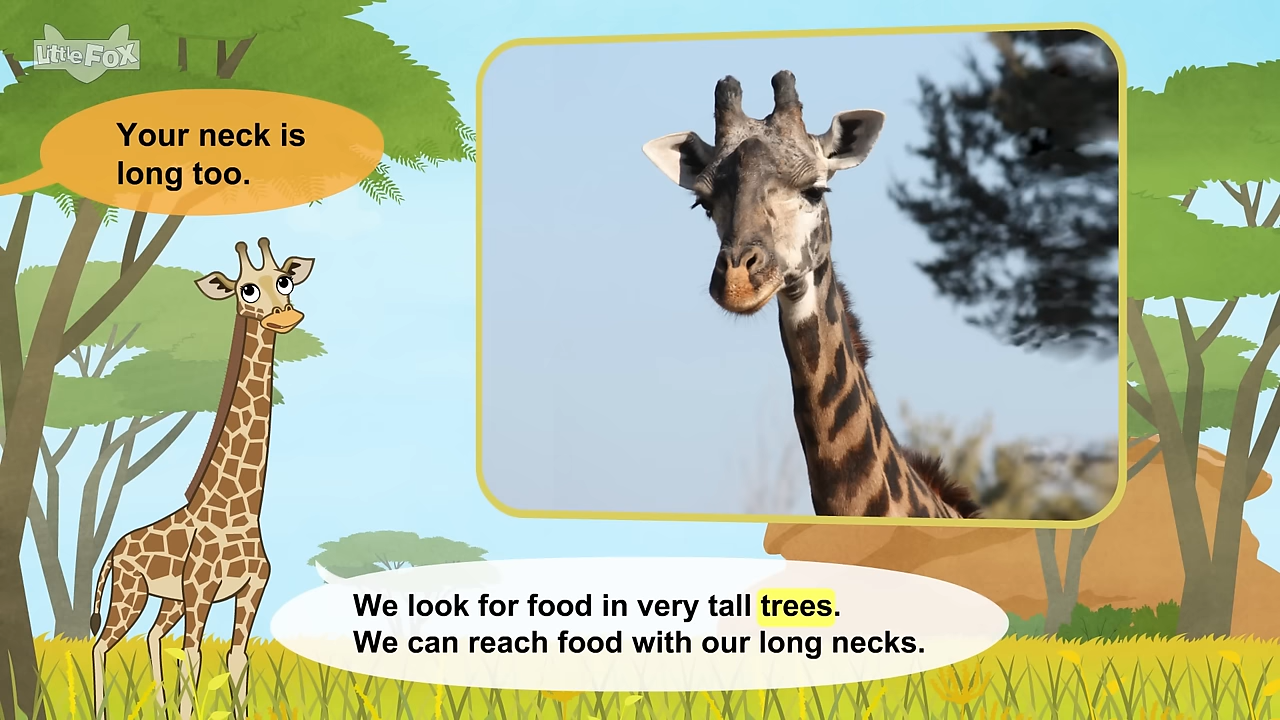 Little Fox
Your neck is
long too.
We look for food in very tall trees.
We can reach food with our long necks.